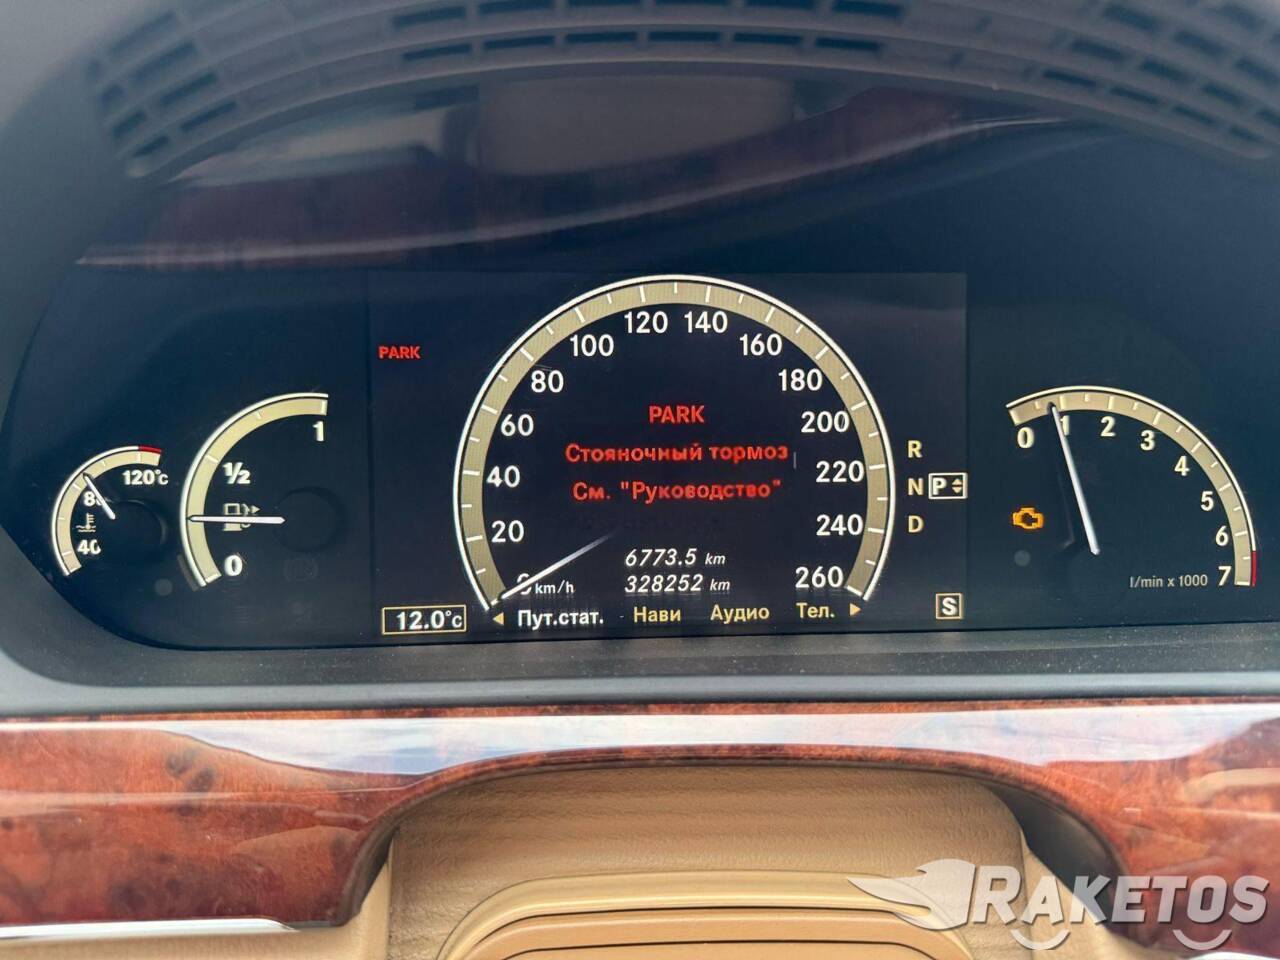 120 140
100 160
80 180
60 200
40 220
20 240
0 km/h 260
PARK
PARK
Стояночный тормоз
См. "Руководство"
6773.5 km
328252 km
12.0°C
Пут.стат. Нави Аудио Тел.
R
N P
D
S
120°C
80
40
1
1/2
0
0 1 2 3 4 5 6 7
l/min x 1000
RAKETOS